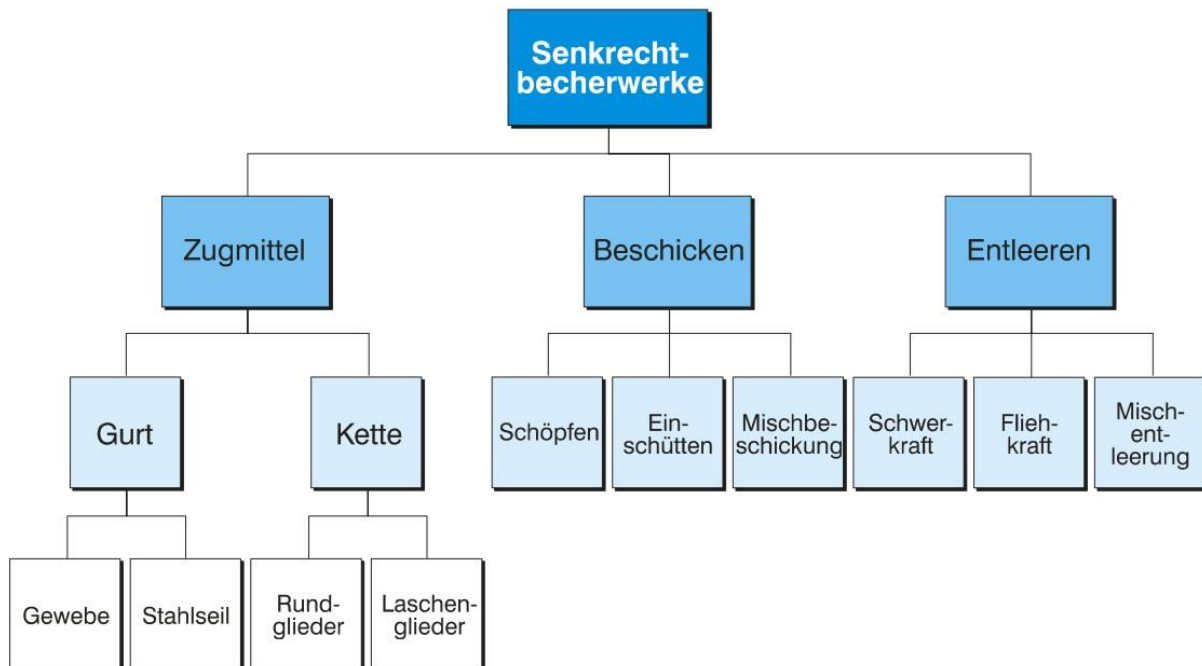 Senkrecht-
becherwerke
Zugmittel
Beschicken
Entleeren
Gurt
Kette
Schöpfen
Ein-
schütten
Mischbe-
schickung
Schwer-
kraft
Flieh-
kraft
Misch-
ent-
leerung
Gewebe
Stahlseil
Rund-
glieder
Laschen-
glieder